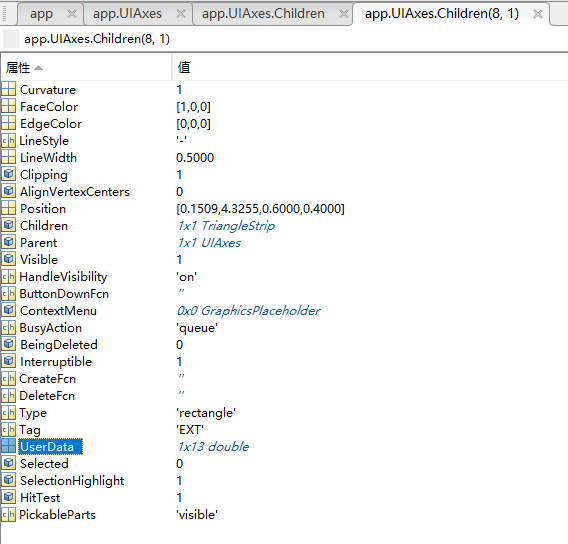 app app.UIAxes app.UIAxes.Children app.UIAxes.Children(8, 1)
app.UIAxes.Children(8, 1)
属性 值
Curvature 1
FaceColor [1,0,0]
EdgeColor [0,0,0]
LineStyle '-'
LineWidth 0.5000
Clipping 1
AlignVertexCenters 0
Position [0.1509,4.3255,0.6000,0.4000]
Children 1x1 TriangleStrip
Parent 1x1 UIAxes
Visible 1
HandleVisibility 'on'
ButtonDownFcn ''
ContextMenu 0x0 GraphicsPlaceholder
BusyAction 'queue'
BeingDeleted 0
Interruptible 1
CreateFcn ''
DeleteFcn ''
Type 'rectangle'
Tag 'EXT'
UserData 1x13 double
Selected 0
SelectionHighlight 1
HitTest 1
PickableParts 'visible'